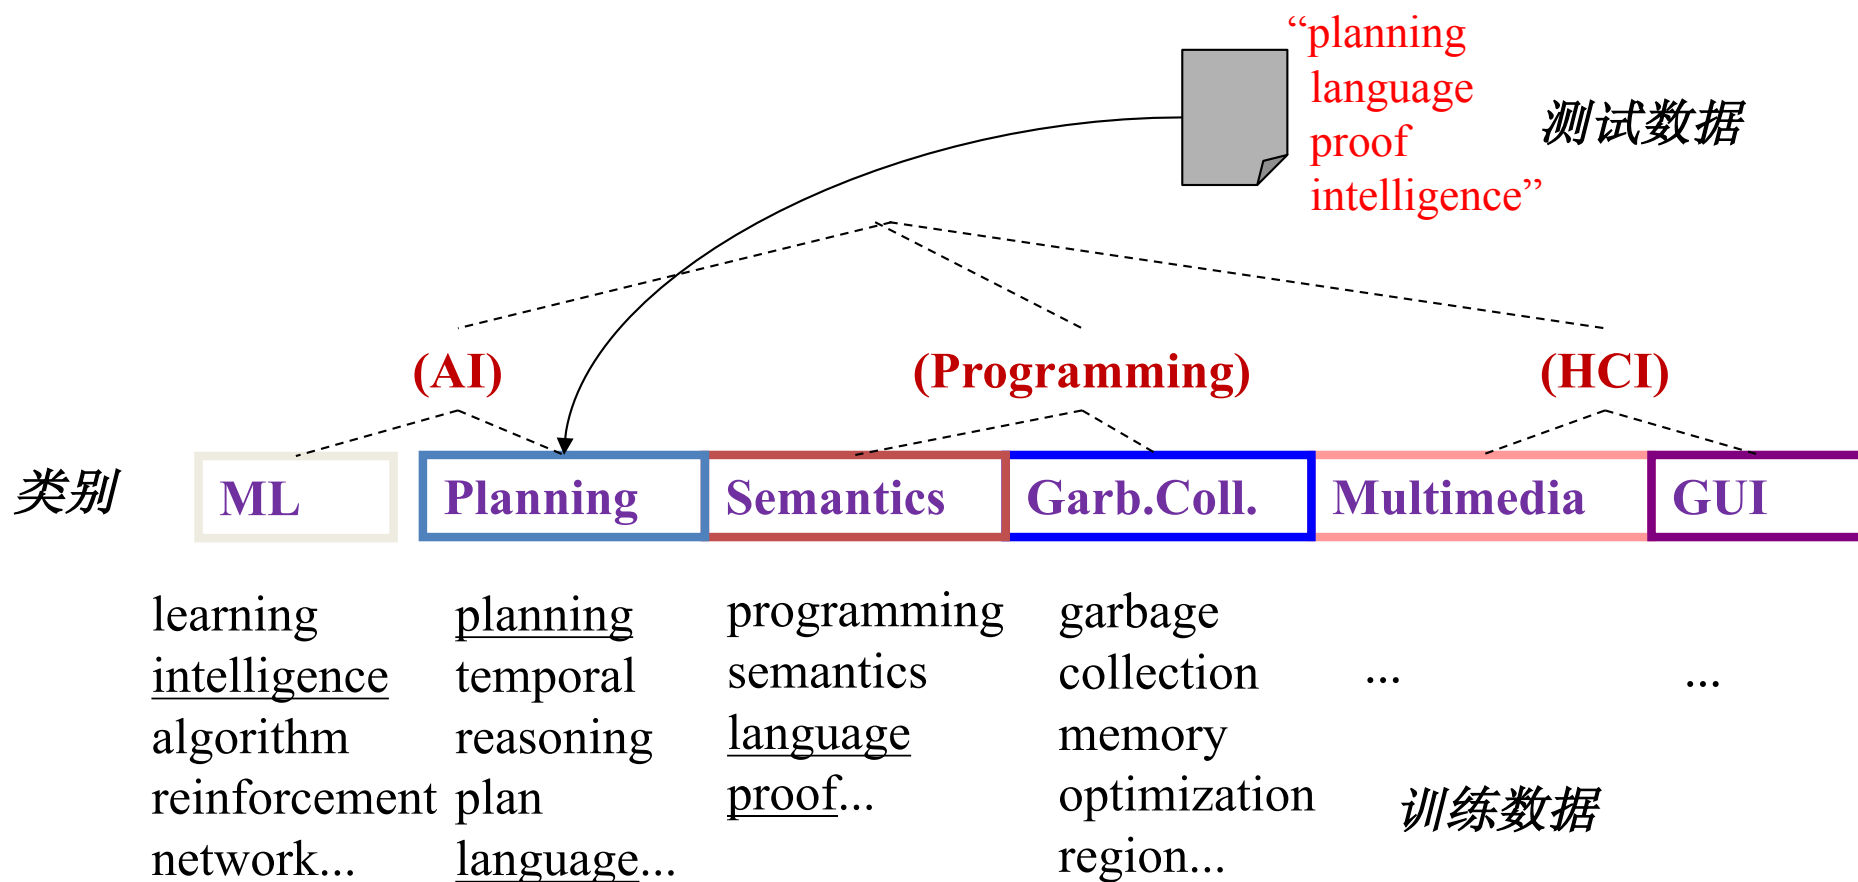 “planning
language
proof
intelligence”
测试数据
(AI)
(Programming)
(HCI)
类别
ML
Planning
Semantics
Garb.Coll.
Multimedia
GUI
learning
intelligence
algorithm
reinforcement
network...
planning
temporal
reasoning
plan
language...
programming
semantics
language
proof...
garbage
collection
memory
optimization
region...
...
...
训练数据